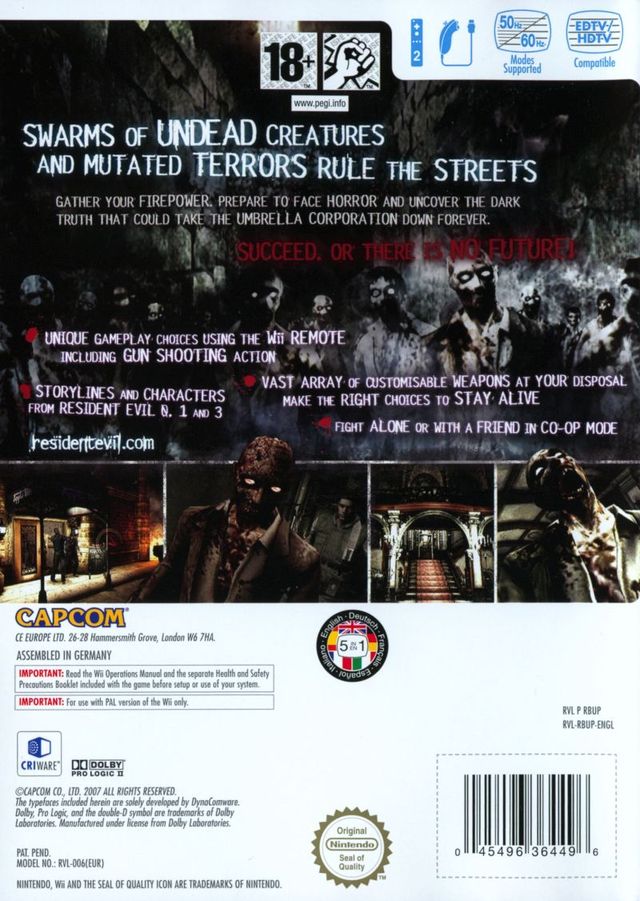 18+
www.pegi.info
2
50Hz
60Hz
Modes
Supported
EDTV/
HDTV
Compatible
SWARMS OF UNDEAD CREATURES
AND MUTATED TERRORS RULE THE STREETS
GATHER YOUR FIREPOWER. PREPARE TO FACE HORROR AND UNCOVER THE DARK
TRUTH THAT COULD TAKE THE UMBRELLA CORPORATION DOWN FOREVER.
SUCCEED. OR THERE IS NO FUTURE!
UNIQUE GAMEPLAY CHOICES USING THE Wii REMOTE
INCLUDING GUN SHOOTING ACTION
STORYLINES AND CHARACTERS
FROM RESIDENT EVIL 0, 1 AND 3
VAST ARRAY OF CUSTOMISABLE WEAPONS AT YOUR DISPOSAL
MAKE THE RIGHT CHOICES TO STAY ALIVE
FIGHT ALONE OR WITH A FRIEND IN CO-OP MODE
residentevil.com
CAPCOM®
CE EUROPE LTD. 26-28 Hammersmith Grove, London W6 7HA.
ASSEMBLED IN GERMANY
IMPORTANT: Read the Wii Operations Manual and the separate Health and Safety
Precautions Booklet included with the game before setup or use of your system.
IMPORTANT: For use with PAL version of the Wii only.
English · Deutsch · Français · Español · Italiano
5 IN EN 1
RVL P RBUP
RVL-RBUP-ENGL
CRIWARE™
DOLBY
PRO LOGIC II
©CAPCOM CO., LTD. 2007 ALL RIGHTS RESERVED.
The typefaces included herein are solely developed by DynaComware.
Dolby, Pro Logic, and the double-D symbol are trademarks of Dolby
Laboratories. Manufactured under license from Dolby Laboratories.
PAT. PEND.
MODEL NO.: RVL-006(EUR)
NINTENDO, Wii AND THE SEAL OF QUALITY ICON ARE TRADEMARKS OF NINTENDO.
Original
Nintendo
Seal of
Quality
TM
0 45496 36449 6